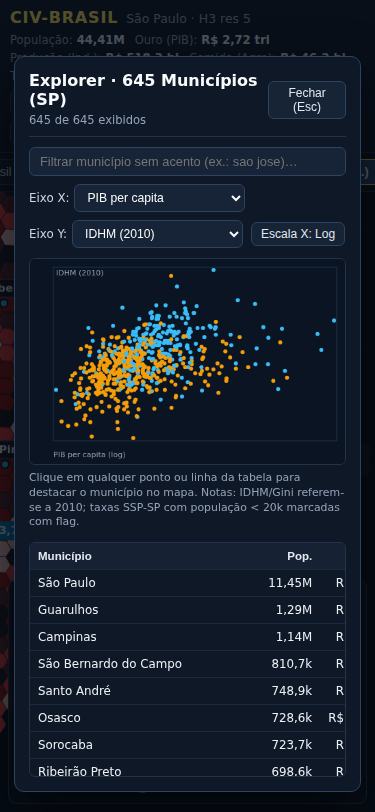 CIV-BRASIL São Paulo · H3 res 5
População: 44,41M Ouro (PIB): R$ 2,72 tri
Explorer · 645 Municípios
(SP)
645 de 645 exibidos
Fechar
(Esc)
Filtrar município sem acento (ex.: sao jose)…
Eixo X: PIB per capita
Eixo Y: IDHM (2010)
Escala X: Log
IDHM (2010)
PIB per capita (log)
Clique em qualquer ponto ou linha da tabela para
destacar o município no mapa. Notas: IDHM/Gini referem-
se a 2010; taxas SSP-SP com população < 20k marcadas
com flag.
Município Pop.
São Paulo 11,45M R
Guarulhos 1,29M R
Campinas 1,14M R
São Bernardo do Campo 810,7k R
Santo André 748,9k R
Osasco 728,6k R$
Sorocaba 723,7k R
Ribeirão Preto 698,6k R